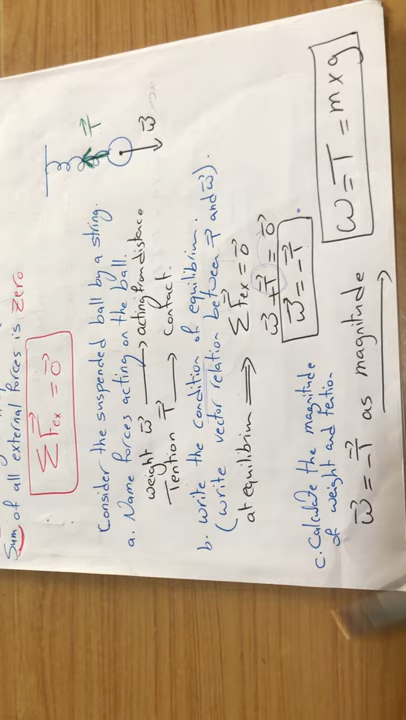 Sum of all external forces is zero
ΣF⃗ex = 0⃗
Consider the suspended ball by a string.
a. Name forces acting on the ball.
weight w⃗ → acting from distance
Tention T⃗ → contact.
T⃗
w⃗
b. write the condition of equilibrium.
(write vector relation between T⃗ and w⃗).
at equilibrium ⟹ ΣF⃗ex = 0⃗
w⃗ + T⃗ = 0⃗
w⃗ = -T⃗
c. Calculate the magnitude
of weight and tention.
w⃗ = -T⃗ as magnitude →
w = T = m x g